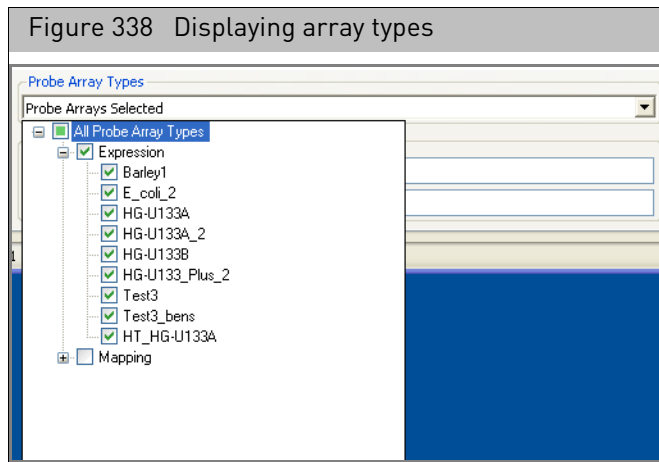 Figure 338 Displaying array types
Probe Array Types
Probe Arrays Selected
All Probe Array Types
Expression
Barley1
E_coli_2
HG-U133A
HG-U133A_2
HG-U133B
HG-U133_Plus_2
Test3
Test3_bens
HT_HG-U133A
Mapping